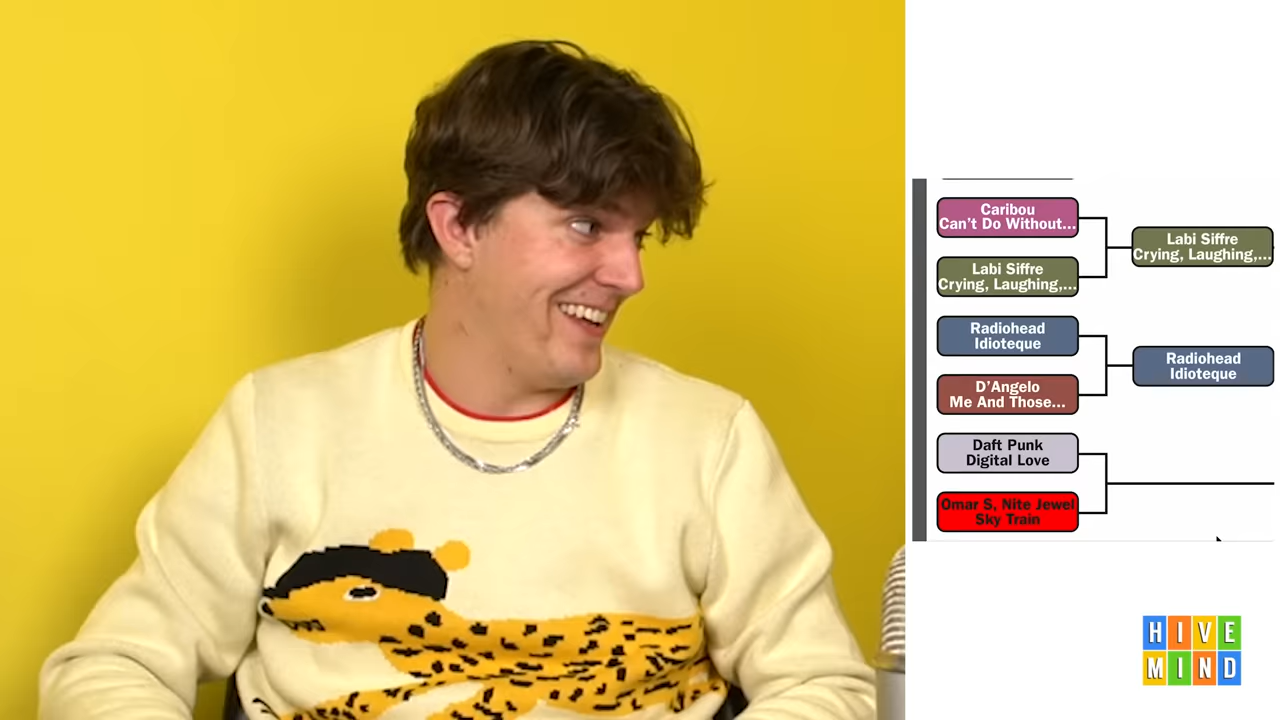 Caribou
Can't Do Without...
Labi Siffre
Crying, Laughing,...
Labi Siffre
Crying, Laughing,...
Radiohead
Idioteque
Radiohead
Idioteque
D'Angelo
Me And Those...
Daft Punk
Digital Love
Omar S, Nite Jewel
Sky Train
HIVE
MIND